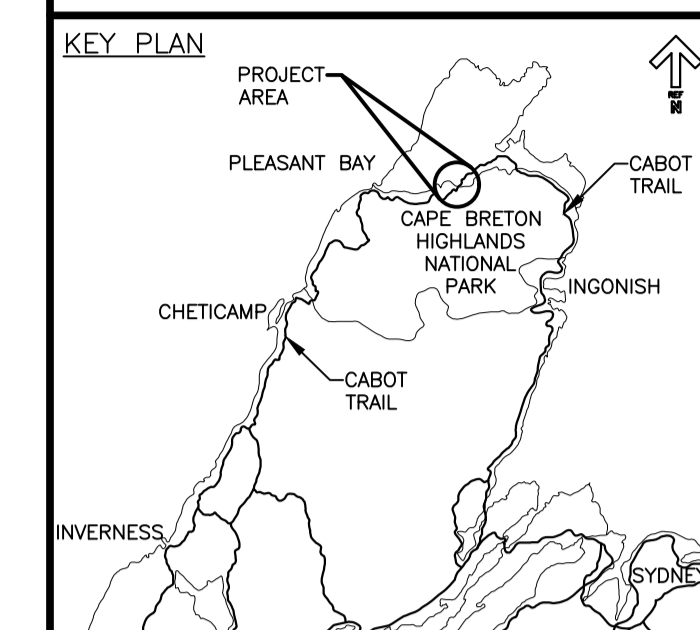 KEY PLAN
PROJECT
AREA
REF
N
PLEASANT BAY
CABOT
TRAIL
CAPE BRETON
HIGHLANDS
NATIONAL
PARK
INGONISH
CHETICAMP
CABOT
TRAIL
INVERNESS
SYDNEY